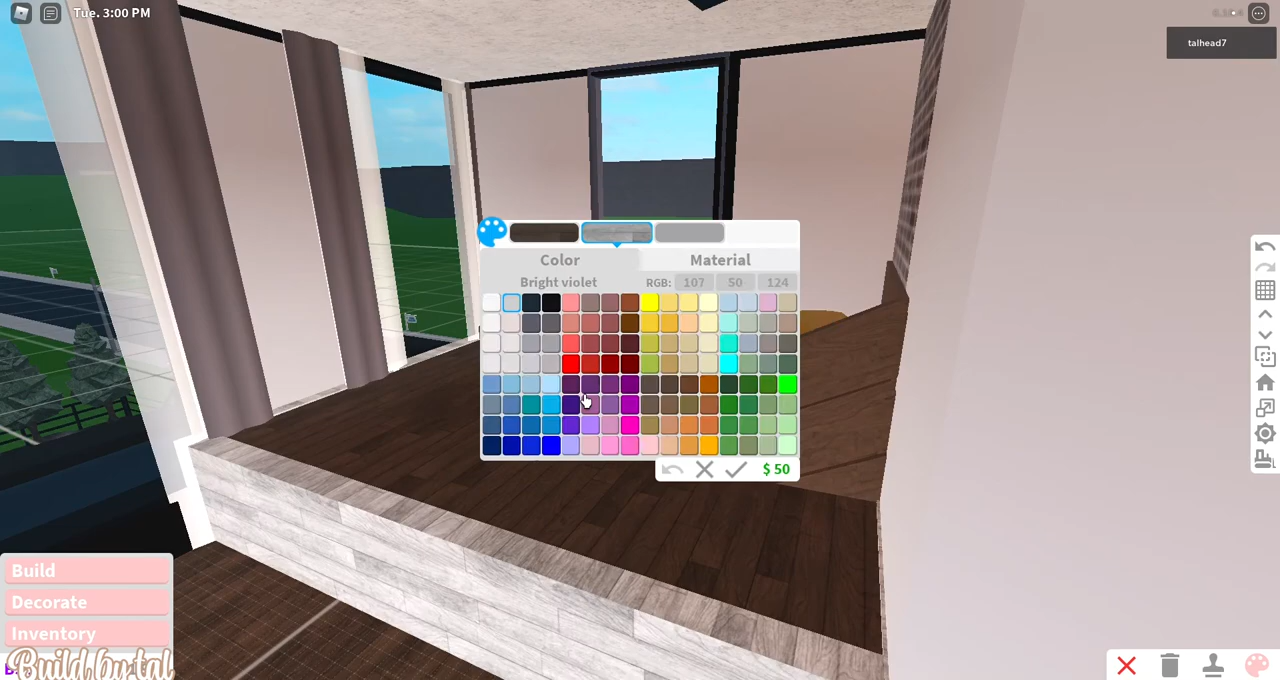 Tue. 3:00 PM
talhead7
Color Material
Bright violet RGB: 107 50 124
$ 50
Build
Decorate
Inventory
Build by tal